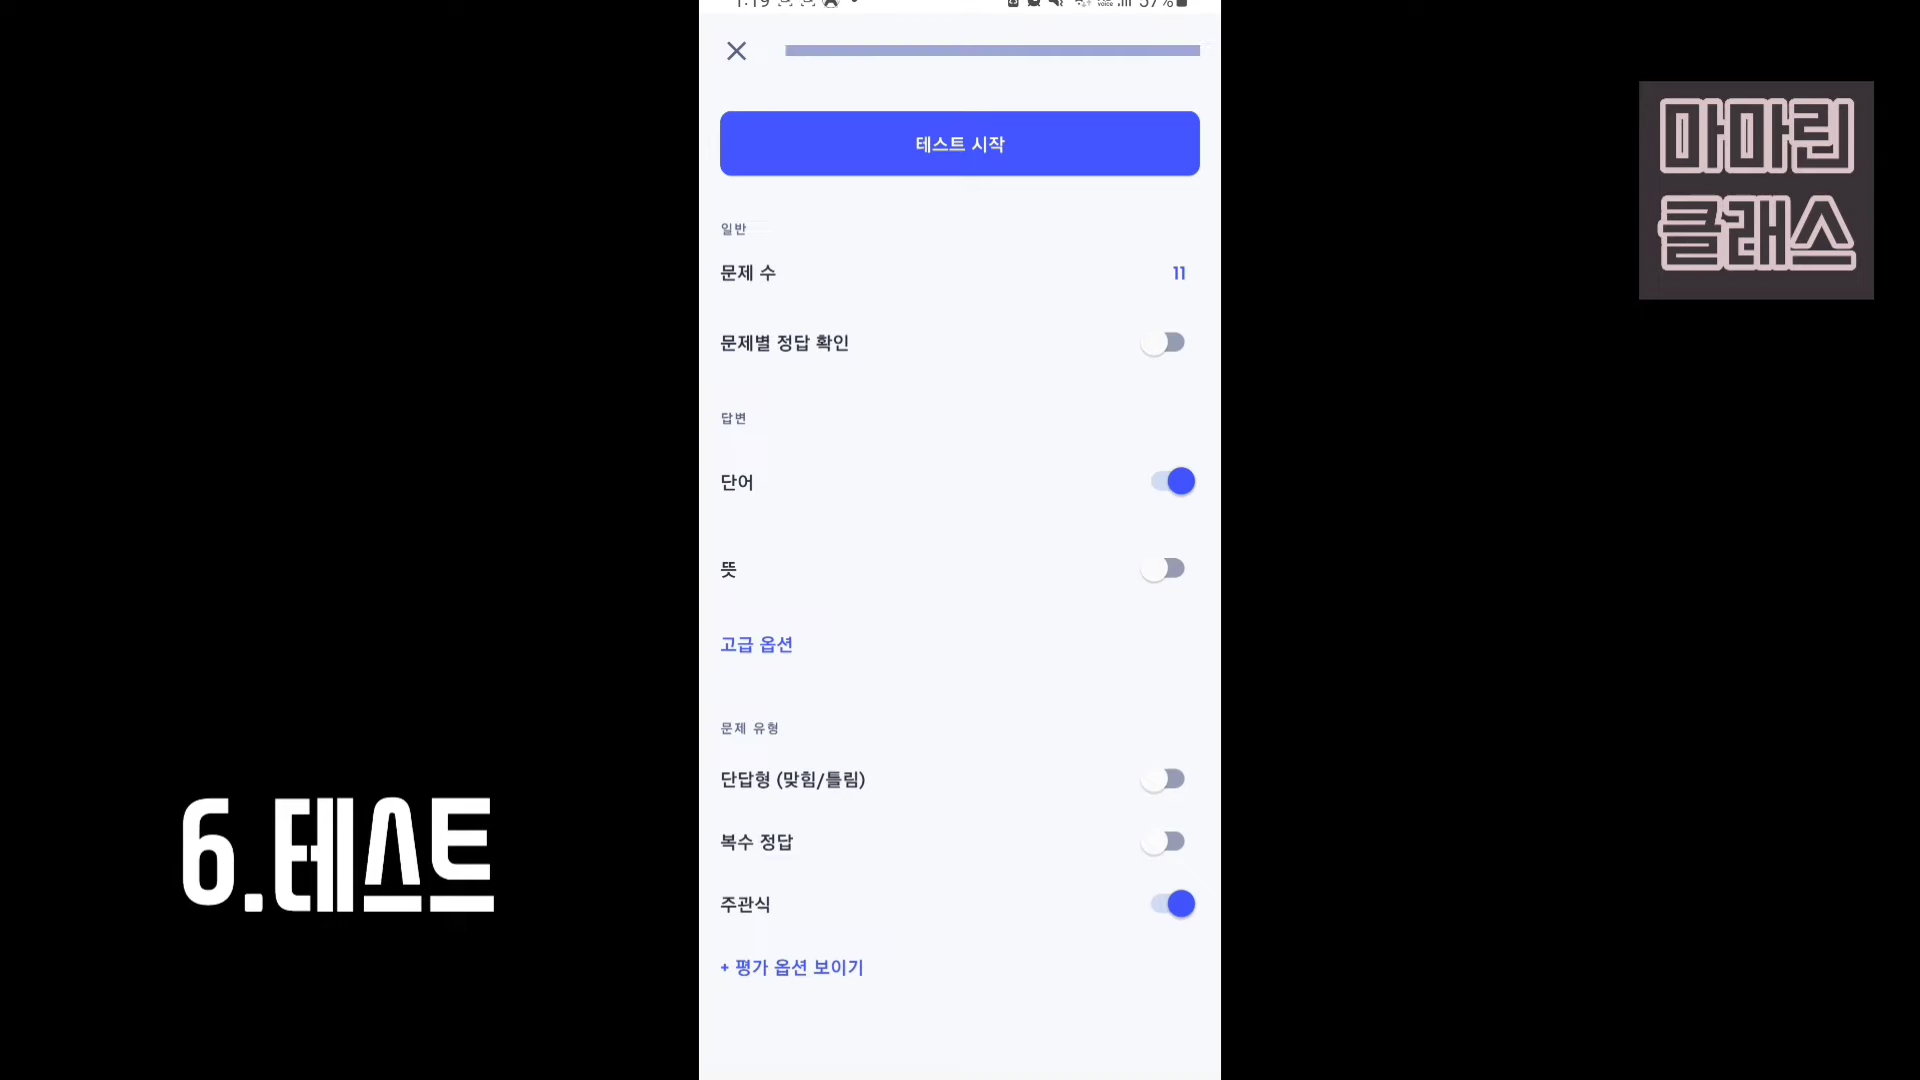 1:19 57%
마마린
클래스
테스트 시작
일반
문제 수 11
문제별 정답 확인
답변
단어
뜻
고급 옵션
문제 유형
단답형 (맞힘/틀림)
복수 정답
주관식
+ 평가 옵션 보이기
6.테스트